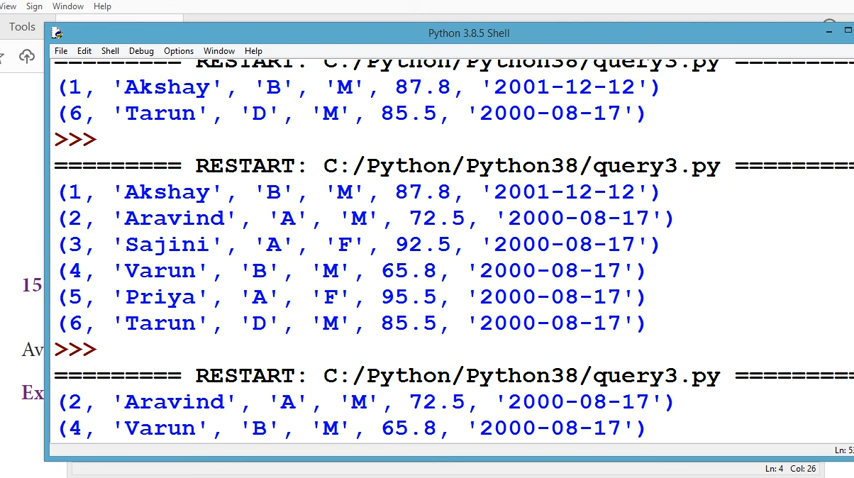 View Sign Window Help
Tools
Python 3.8.5 Shell
File Edit Shell Debug Options Window Help
========= RESTART: C:/Python/Python38/query3.py =========
(1, 'Akshay', 'B', 'M', 87.8, '2001-12-12')
(6, 'Tarun', 'D', 'M', 85.5, '2000-08-17')
>>>
========= RESTART: C:/Python/Python38/query3.py =========
(1, 'Akshay', 'B', 'M', 87.8, '2001-12-12')
(2, 'Aravind', 'A', 'M', 72.5, '2000-08-17')
(3, 'Sajini', 'A', 'F', 92.5, '2000-08-17')
(4, 'Varun', 'B', 'M', 65.8, '2000-08-17')
15
(5, 'Priya', 'A', 'F', 95.5, '2000-08-17')
(6, 'Tarun', 'D', 'M', 85.5, '2000-08-17')
Av
>>>
========= RESTART: C:/Python/Python38/query3.py =========
Ex
(2, 'Aravind', 'A', 'M', 72.5, '2000-08-17')
(4, 'Varun', 'B', 'M', 65.8, '2000-08-17')
Ln: 4 Col: 26